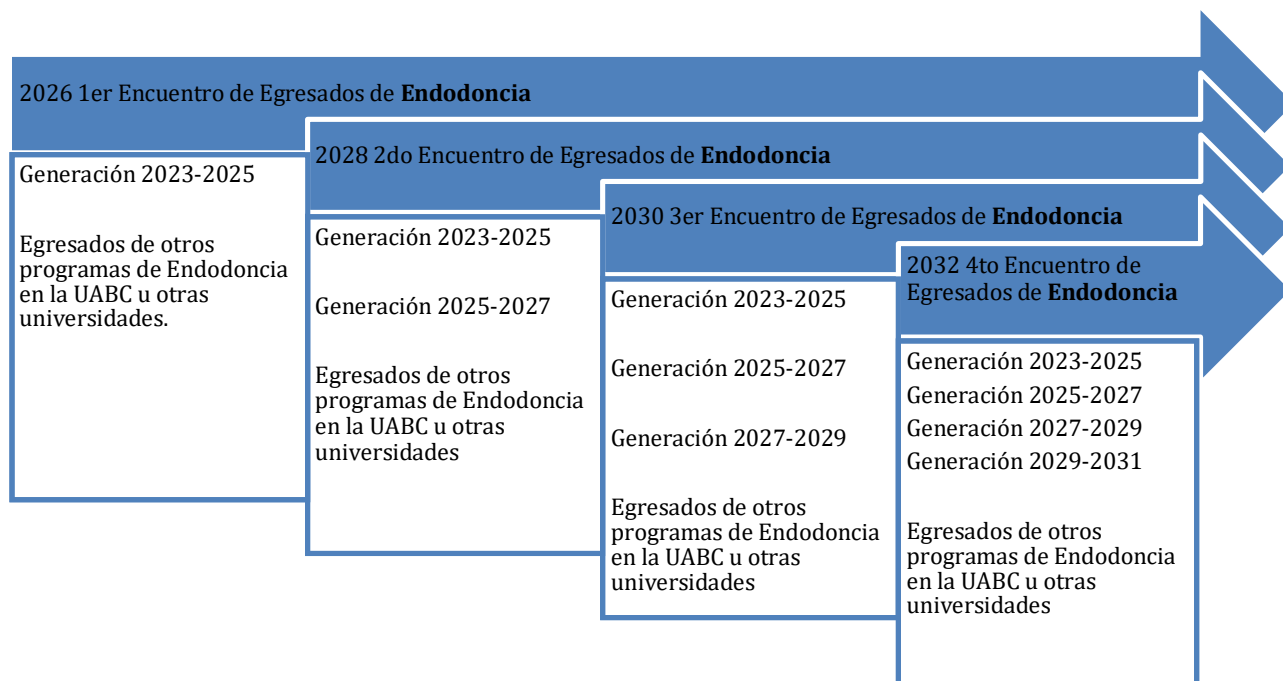 2026 1er Encuentro de Egresados de Endodoncia
Generación 2023-2025
Egresados de otros
programas de Endodoncia
en la UABC u otras
universidades.
2028 2do Encuentro de Egresados de Endodoncia
Generación 2023-2025
Generación 2025-2027
Egresados de otros
programas de Endodoncia
en la UABC u otras
universidades
2030 3er Encuentro de Egresados de Endodoncia
Generación 2023-2025
Generación 2025-2027
Generación 2027-2029
Egresados de otros
programas de Endodoncia
en la UABC u otras
universidades
2032 4to Encuentro de
Egresados de Endodoncia
Generación 2023-2025
Generación 2025-2027
Generación 2027-2029
Generación 2029-2031
Egresados de otros
programas de Endodoncia
en la UABC u otras
universidades